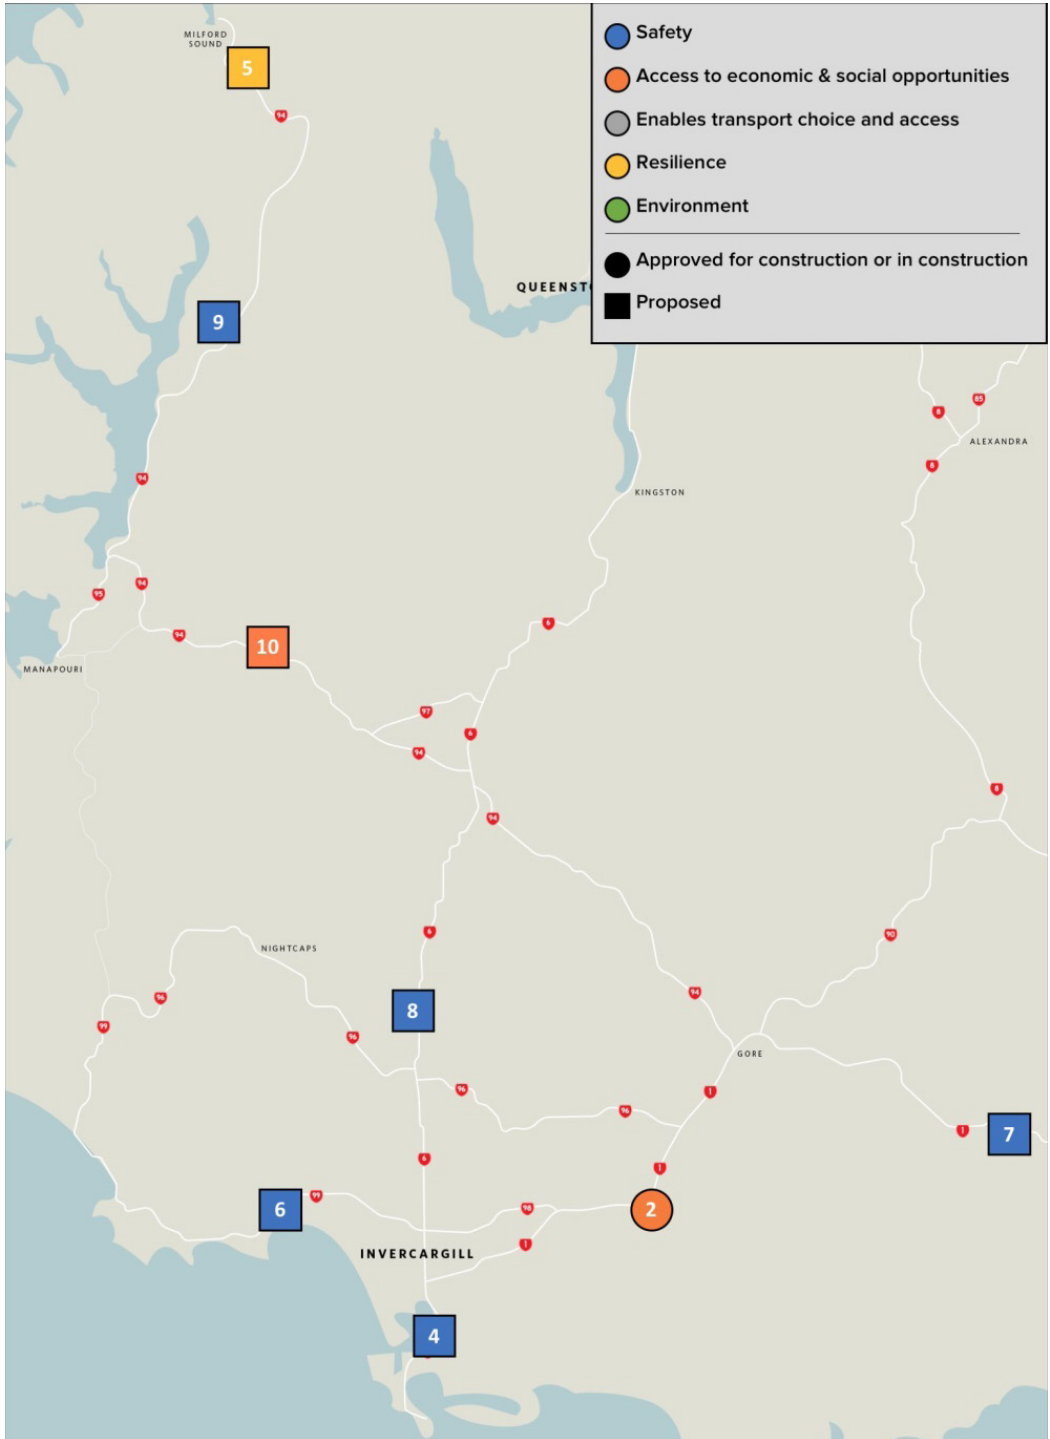 MILFORD
SOUND
5
94
Safety
Access to economic & social opportunities
Enables transport choice and access
Resilience
Environment
Approved for construction or in construction
Proposed
QUEENST
9
8
85
ALEXANDRA
8
94
KINGSTON
94
95
6
94
10
MANAPOURI
97
6
94
8
94
6
90
NIGHTCAPS
94
96
8
99
96
GORE
96
1
96
1
7
6
1
99
6
98
2
1
INVERCARGILL
4